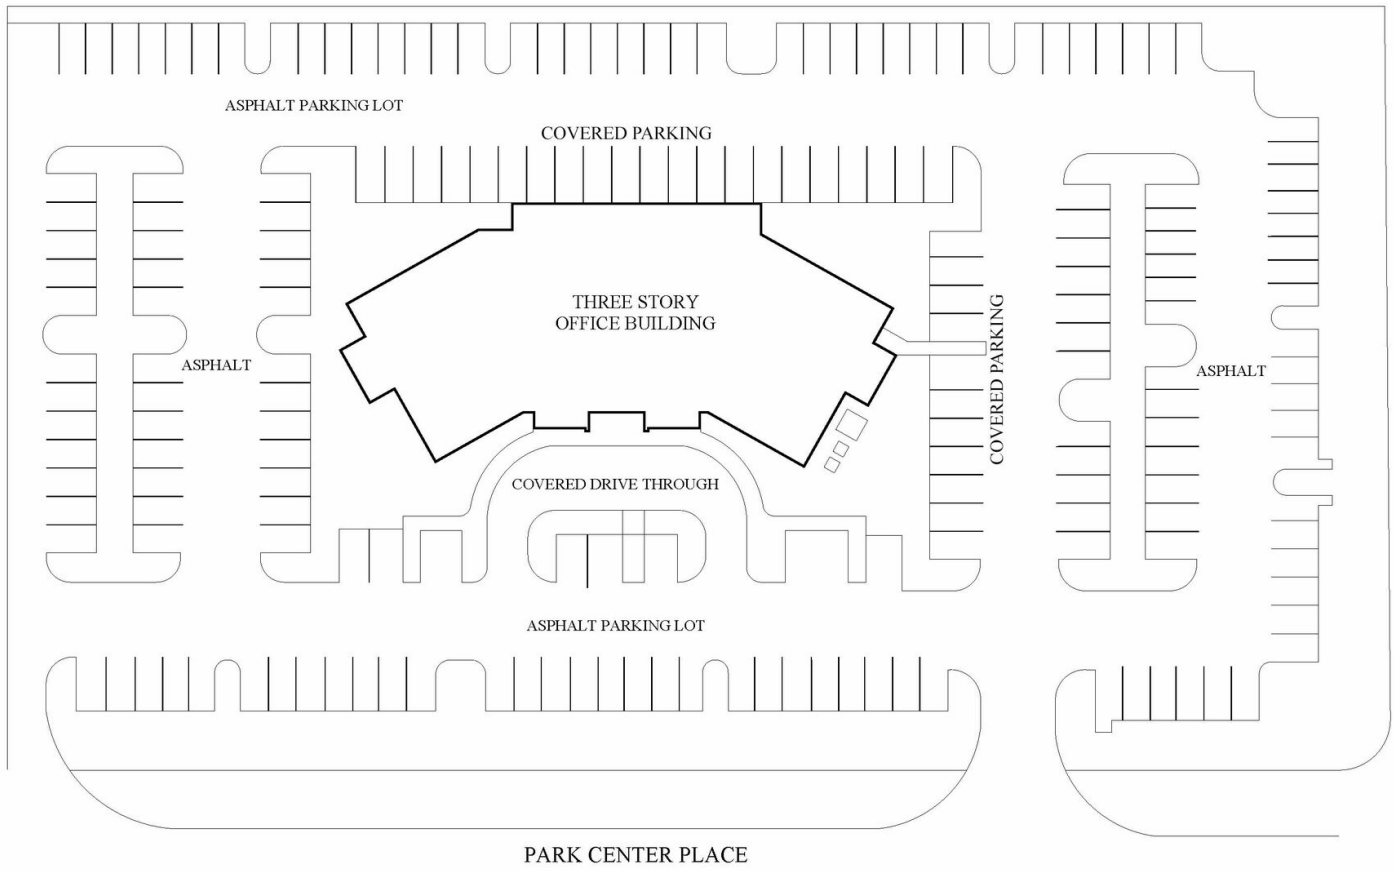 ASPHALT PARKING LOT
COVERED PARKING
THREE STORY
OFFICE BUILDING
ASPHALT
COVERED PARKING
ASPHALT
COVERED DRIVE THROUGH
ASPHALT PARKING LOT
PARK CENTER PLACE